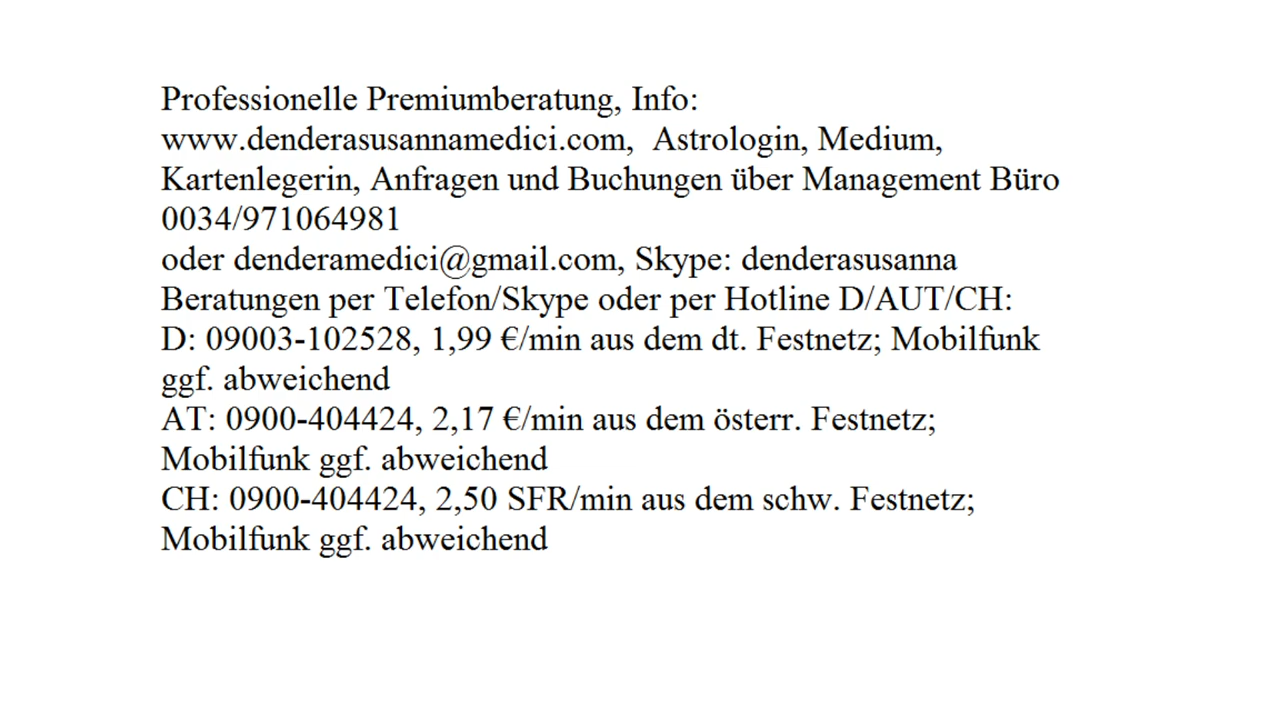 Professionelle Premiumberatung, Info:
www.denderasusannamedici.com,  Astrologin, Medium,
Kartenlegerin, Anfragen und Buchungen über Management Büro
0034/971064981
oder denderamedici@gmail.com, Skype: denderasusanna
Beratungen per Telefon/Skype oder per Hotline D/AUT/CH:
D: 09003-102528, 1,99 €/min aus dem dt. Festnetz; Mobilfunk
ggf. abweichend
AT: 0900-404424, 2,17 €/min aus dem österr. Festnetz;
Mobilfunk ggf. abweichend
CH: 0900-404424, 2,50 SFR/min aus dem schw. Festnetz;
Mobilfunk ggf. abweichend